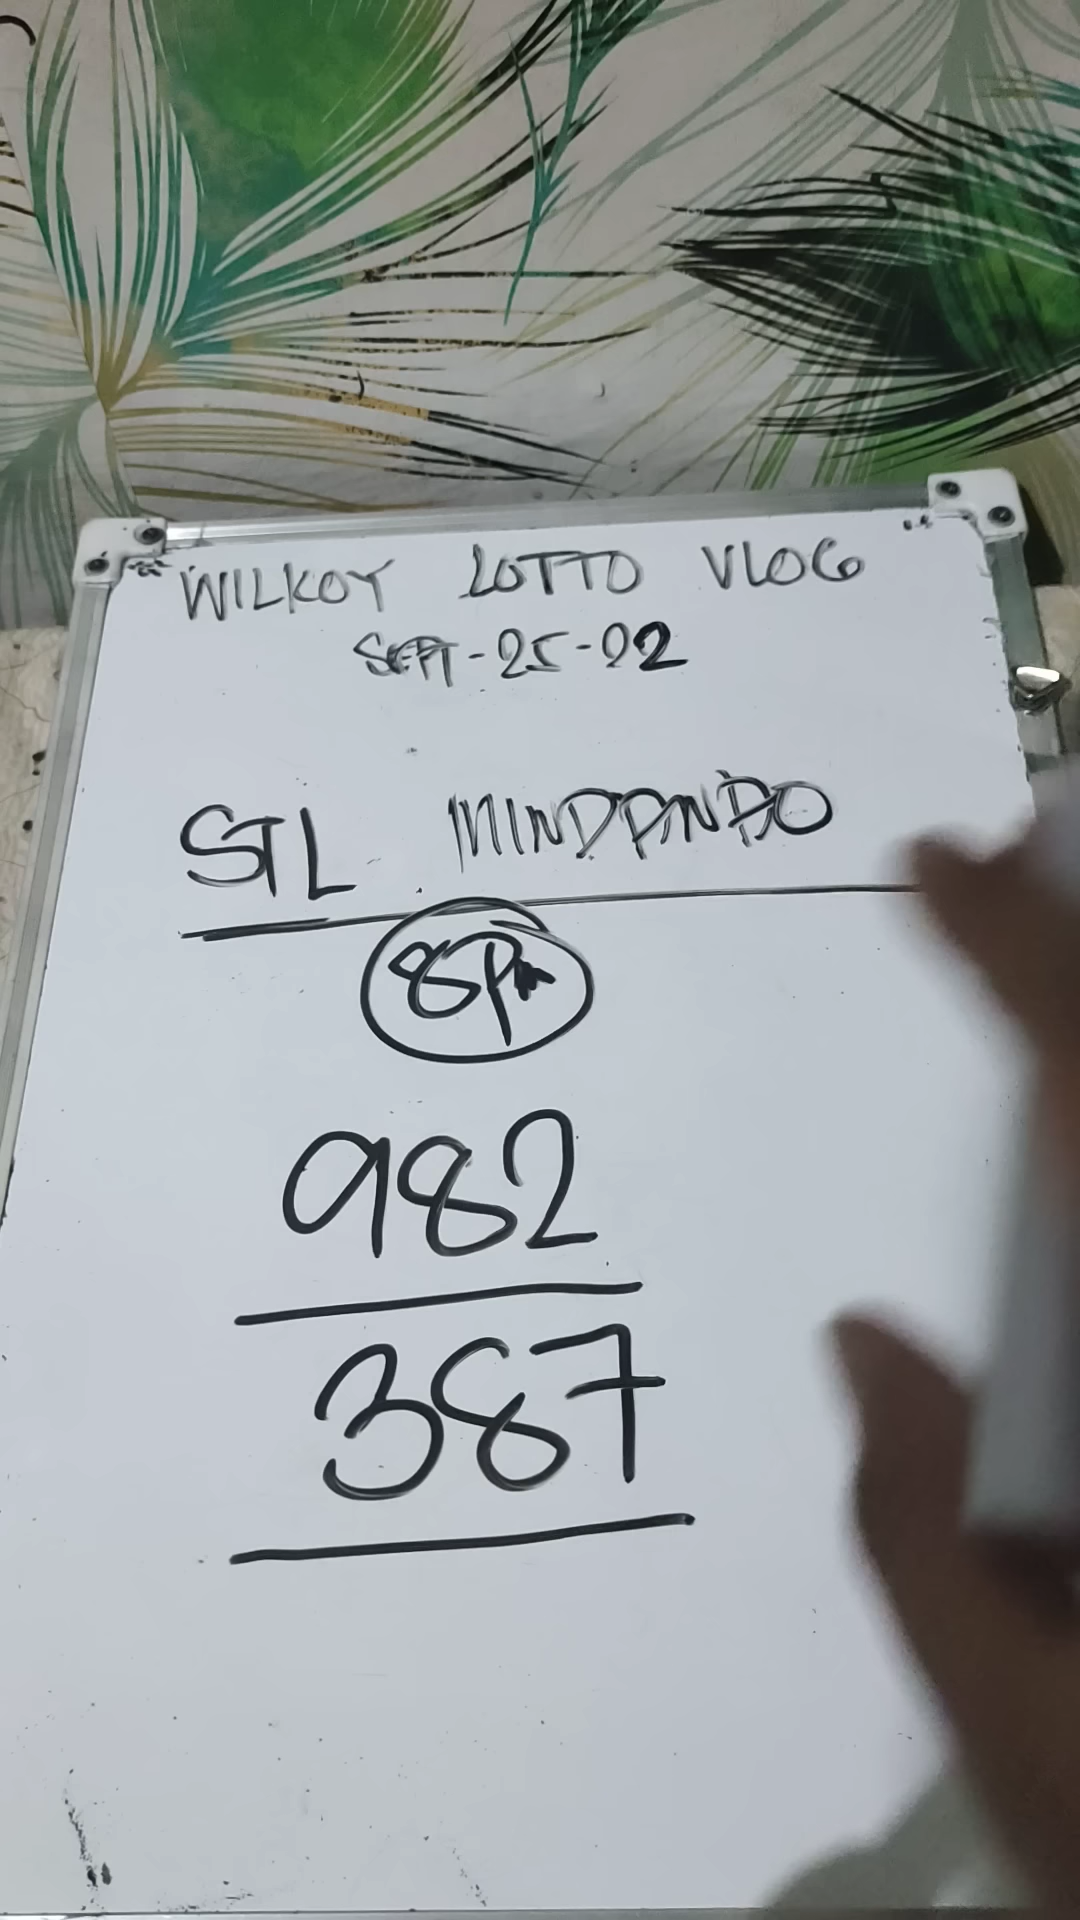 WILKOY LOTTO VLOG
SEPT-25-22
STL MINDANAO
8Pm
982
387